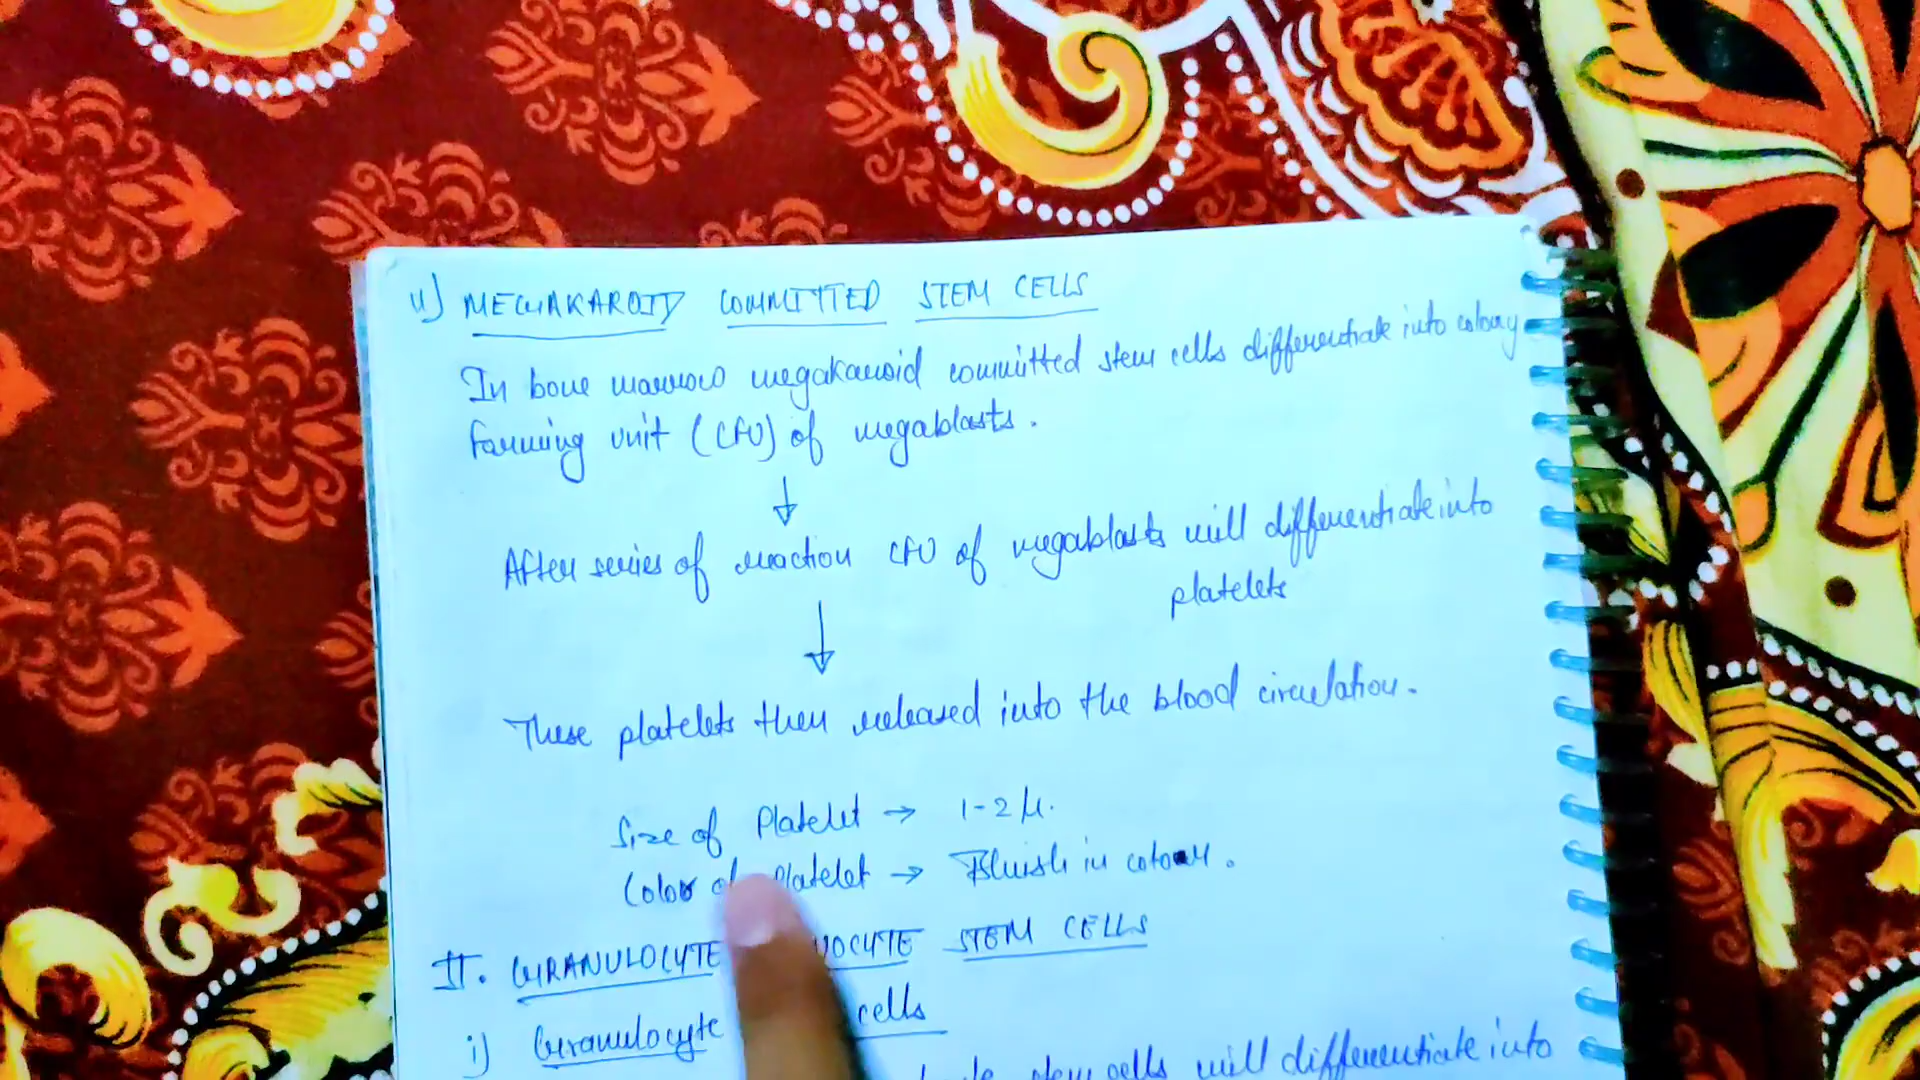 ii) MEGAKAROID COMMITTED STEM CELLS
In bone marrow megakaroid committed stem cells differentiate into colony
forming unit (CFU) of megablasts.
After series of reaction CFU of megablasts will differentiate into
platelets
These platelets then released into the blood circulation.
Size of Platelet → 1-2 μ.
Color of Platelet → Bluish in colour.
II. GRANULOCYTE STEM CELLS
i) Granulocyte cells
stem cells will differentiate into